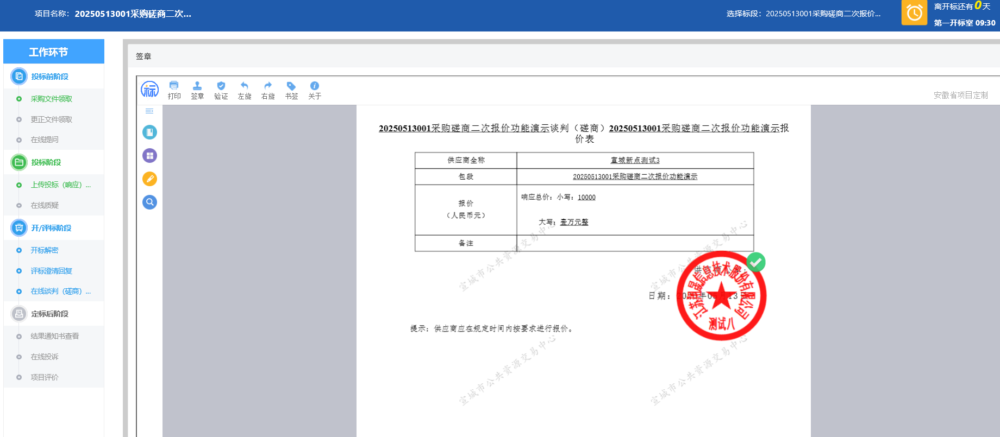 项目名称： 20250513001采购磋商二次...
选择标段：20250513001采购磋商二次报价...
离开标还有0天
第一开标室 09:30
工作环节
投标前阶段
采购文件领取
更正文件领取
在线提问
投标阶段
上传投标（响应）...
在线质疑
开/评标阶段
开标解密
评标澄清回复
在线谈判（磋商）...
定标后阶段
结果通知书查看
在线投诉
项目评价
签章
标
打印
签章
验证
左旋
右旋
书签
关于
安徽省项目定制
20250513001采购磋商二次报价功能演示谈判（磋商）20250513001采购磋商二次报价功能演示报
价表
供应商全称
宣城新点测试3
包段
20250513001采购磋商二次报价功能演示
报价
（人民币元）
响应总价：小写：10000
大写：壹万元整
备注
日期：
年05月13日
江苏国晟信息技术股份有限公司
测试八
提示：供应商应在规定时间内按要求进行报价。
宣城市公共资源交易中心
宣城市公共资源交易中心
宣城市公共资源交易中心
宣城市公共资源交易中心